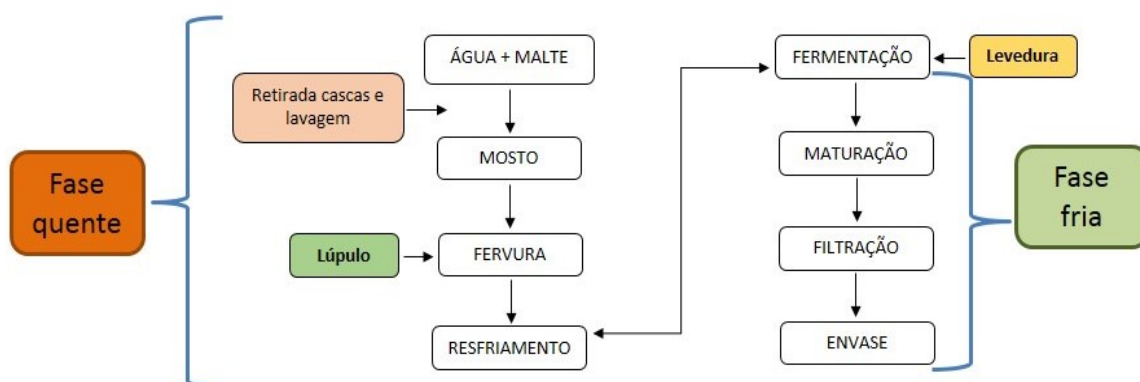 Fase
quente
ÁGUA + MALTE
Retirada cascas e
lavagem
MOSTO
Lúpulo
FERVURA
RESFRIAMENTO
FERMENTAÇÃO
Levedura
MATURAÇÃO
FILTRAÇÃO
ENVASE
Fase
fria